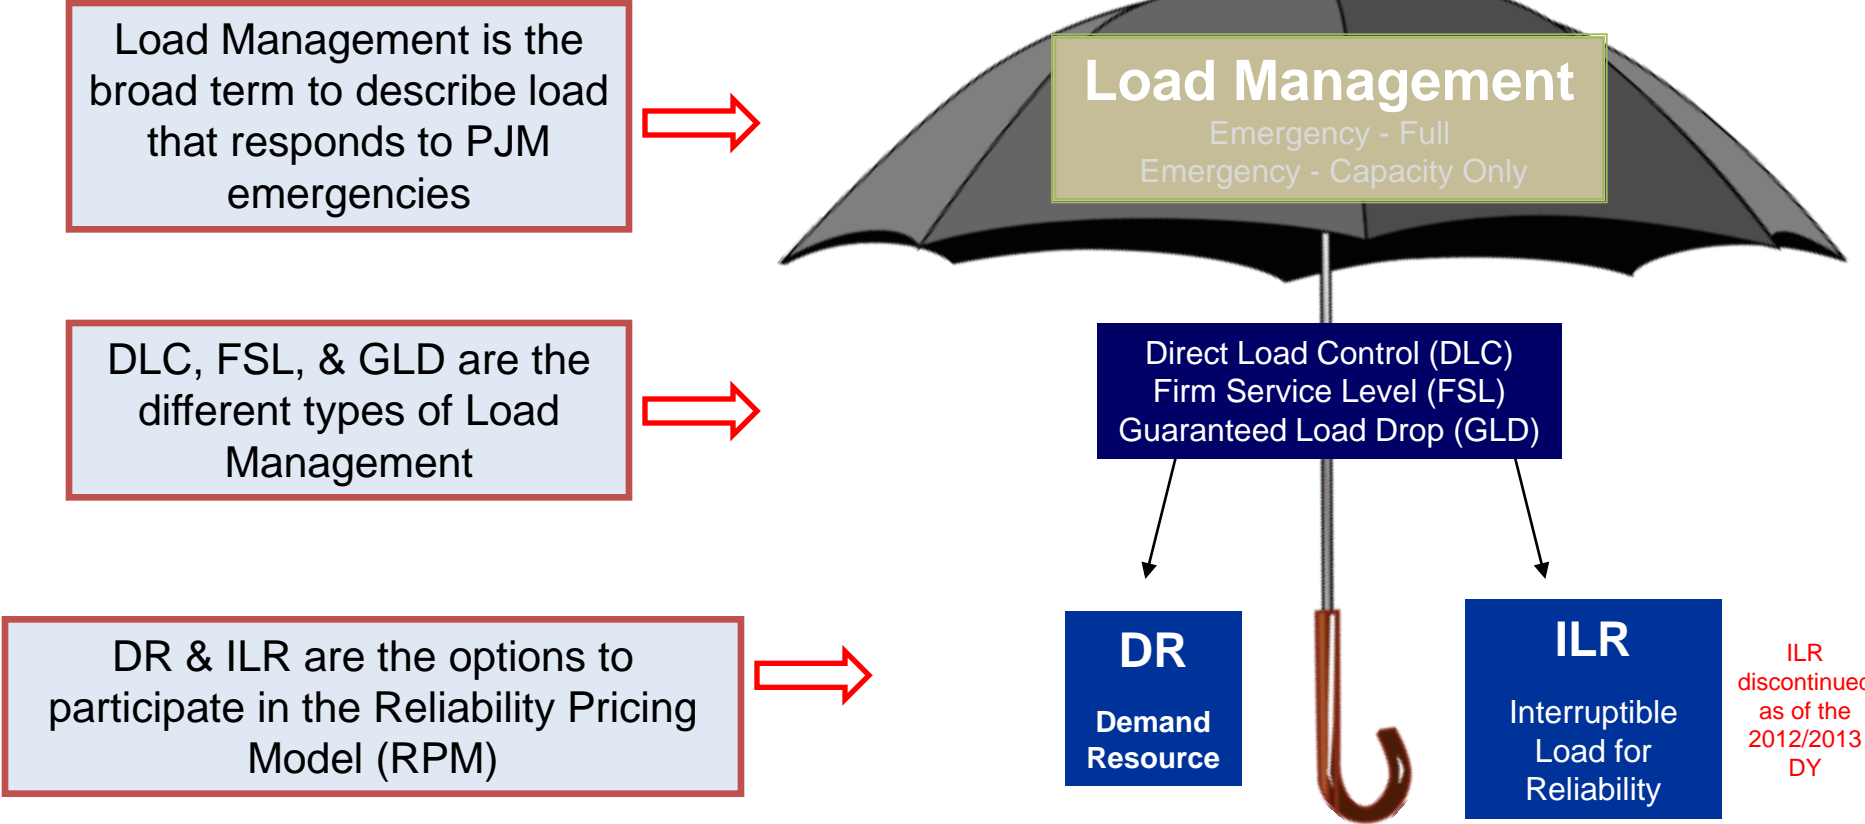 Load Management is the
broad term to describe load
that responds to PJM
emergencies
Load Management
Emergency - Full
Emergency - Capacity Only
DLC, FSL, & GLD are the
different types of Load
Management
Direct Load Control (DLC)
Firm Service Level (FSL)
Guaranteed Load Drop (GLD)
DR & ILR are the options to
participate in the Reliability Pricing
Model (RPM)
DR
Demand
Resource
ILR
Interruptible
Load for
Reliability
ILR
discontinued
as of the
2012/2013
DY